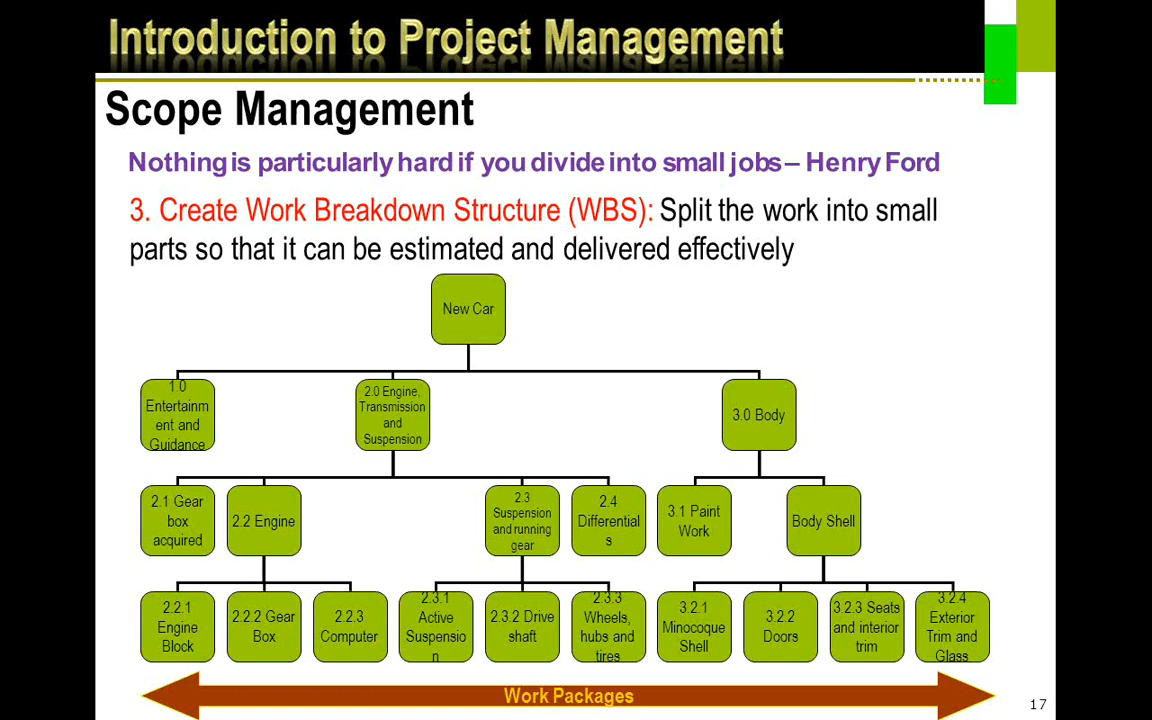 Introduction to Project Management
Scope Management
Nothing is particularly hard if you divide into small jobs – Henry Ford
3. Create Work Breakdown Structure (WBS): Split the work into small
parts so that it can be estimated and delivered effectively
New Car
1.0
Entertainm
ent and
Guidance
2.0 Engine,
Transmission
and
Suspension
3.0 Body
2.1 Gear
box
acquired
2.2 Engine
2.3
Suspension
and running
gear
2.4
Differential
s
3.1 Paint
Work
Body Shell
2.2.1
Engine
Block
2.2.2 Gear
Box
2.2.3
Computer
2.3.1
Active
Suspensio
n
2.3.2 Drive
shaft
2.3.3
Wheels,
hubs and
tires
3.2.1
Minocoque
Shell
3.2.2
Doors
3.2.3 Seats
and interior
trim
3.2.4
Exterior
Trim and
Glass
Work Packages
17